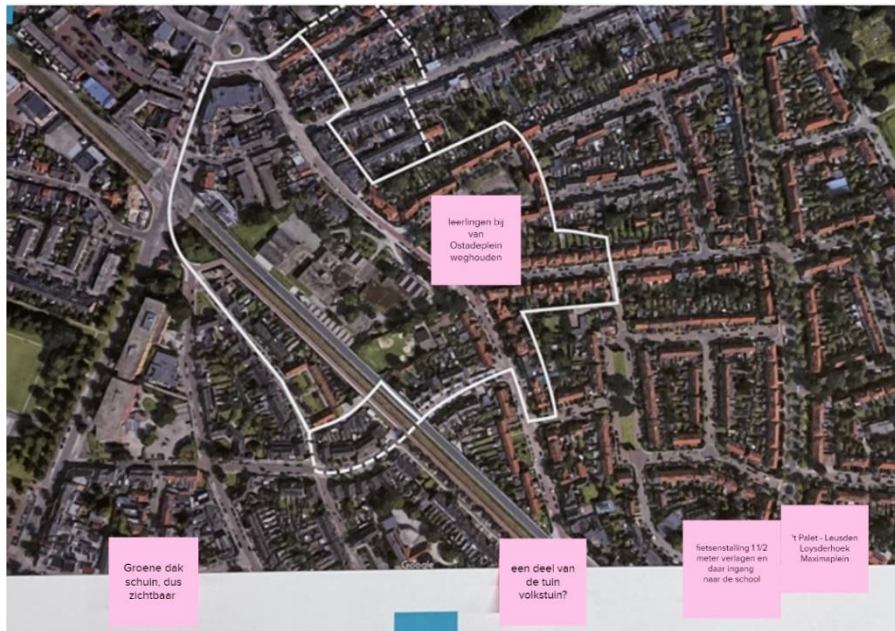 leerlingen bij
van
Ostadeplein
weghouden
Groene dak
schuin, dus
zichtbaar
Google
een deel van
de tuin
volkstuin?
fietsenstalling 1 1/2
meter verlagen en
daar ingang
naar de school
't Palet - Leusden
Loysderhoek
Maximaplein